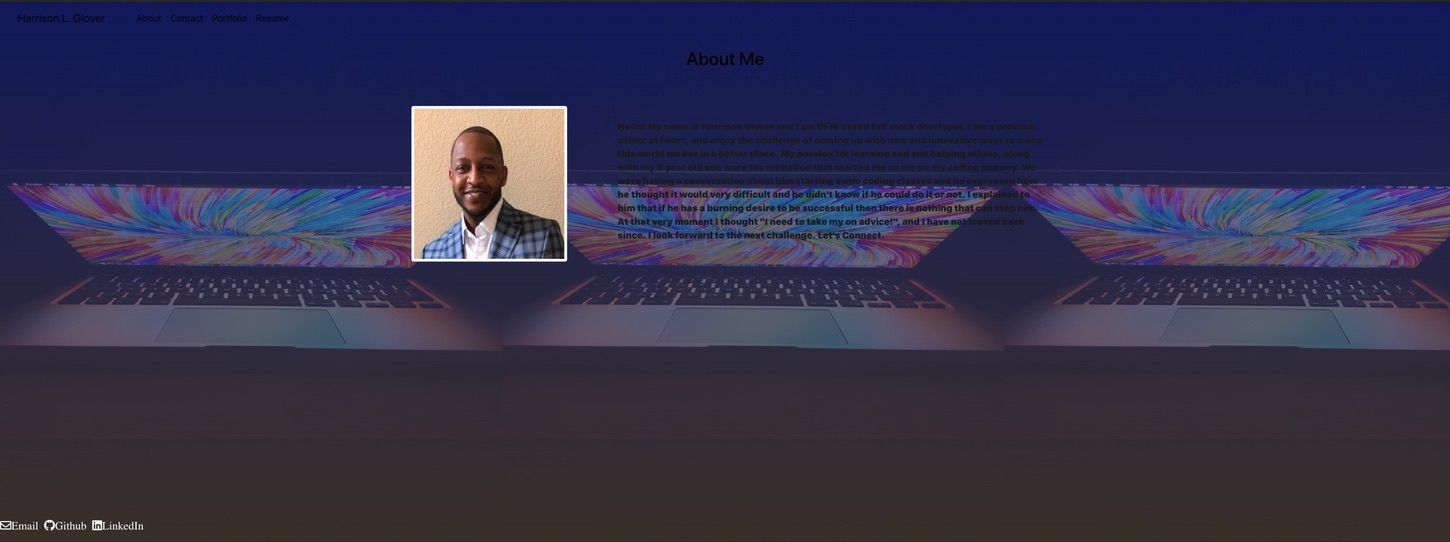 Harrison L. Glover
About Contact Portfolio Resume
About Me
Hello! My name is Harrison Glover and I am DFW based full stack developer. I am a problem
solver at heart, and enjoy the challenge of coming up with new and innovative ways to make
this world we live in a better place. My passion for learning and and helping others, along
with my 8 year old son were the motivation that started me on my on my coding journey. We
were having a conversation about him starting some coding classes and he expressed how
he thought it would very difficult and he didn't know if he could do it or not. I explained to
him that if he has a burning desire to be successful then there is nothing that can stop him.
At that very moment I thought "I need to take my on advice!", and I have not looked back
since. I look forward to the next challenge. Let's Connect.
Email Github LinkedIn